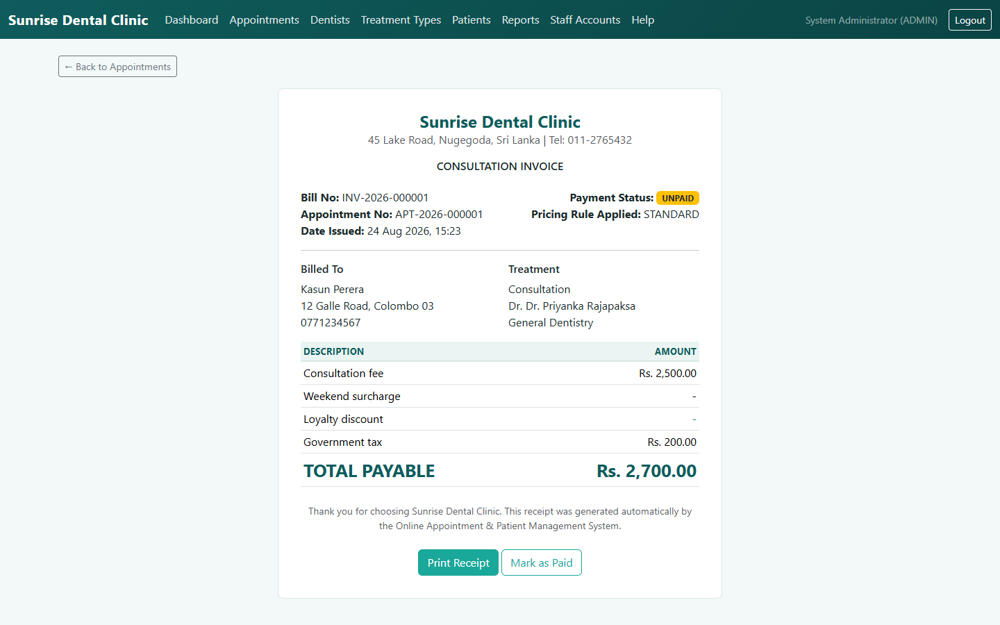 Sunrise Dental Clinic Dashboard Appointments Dentists Treatment Types Patients Reports Staff Accounts Help System Administrator (ADMIN) Logout
← Back to Appointments
Sunrise Dental Clinic
45 Lake Road, Nugegoda, Sri Lanka | Tel: 011-2765432
CONSULTATION INVOICE
Bill No: INV-2026-000001 Payment Status: UNPAID
Appointment No: APT-2026-000001 Pricing Rule Applied: STANDARD
Date Issued: 24 Aug 2026, 15:23
Billed To Treatment
Kasun Perera Consultation
12 Galle Road, Colombo 03 Dr. Dr. Priyanka Rajapaksa
0771234567 General Dentistry
DESCRIPTION AMOUNT
Consultation fee Rs. 2,500.00
Weekend surcharge -
Loyalty discount -
Government tax Rs. 200.00
TOTAL PAYABLE Rs. 2,700.00
Thank you for choosing Sunrise Dental Clinic. This receipt was generated automatically by
the Online Appointment & Patient Management System.
Print Receipt Mark as Paid